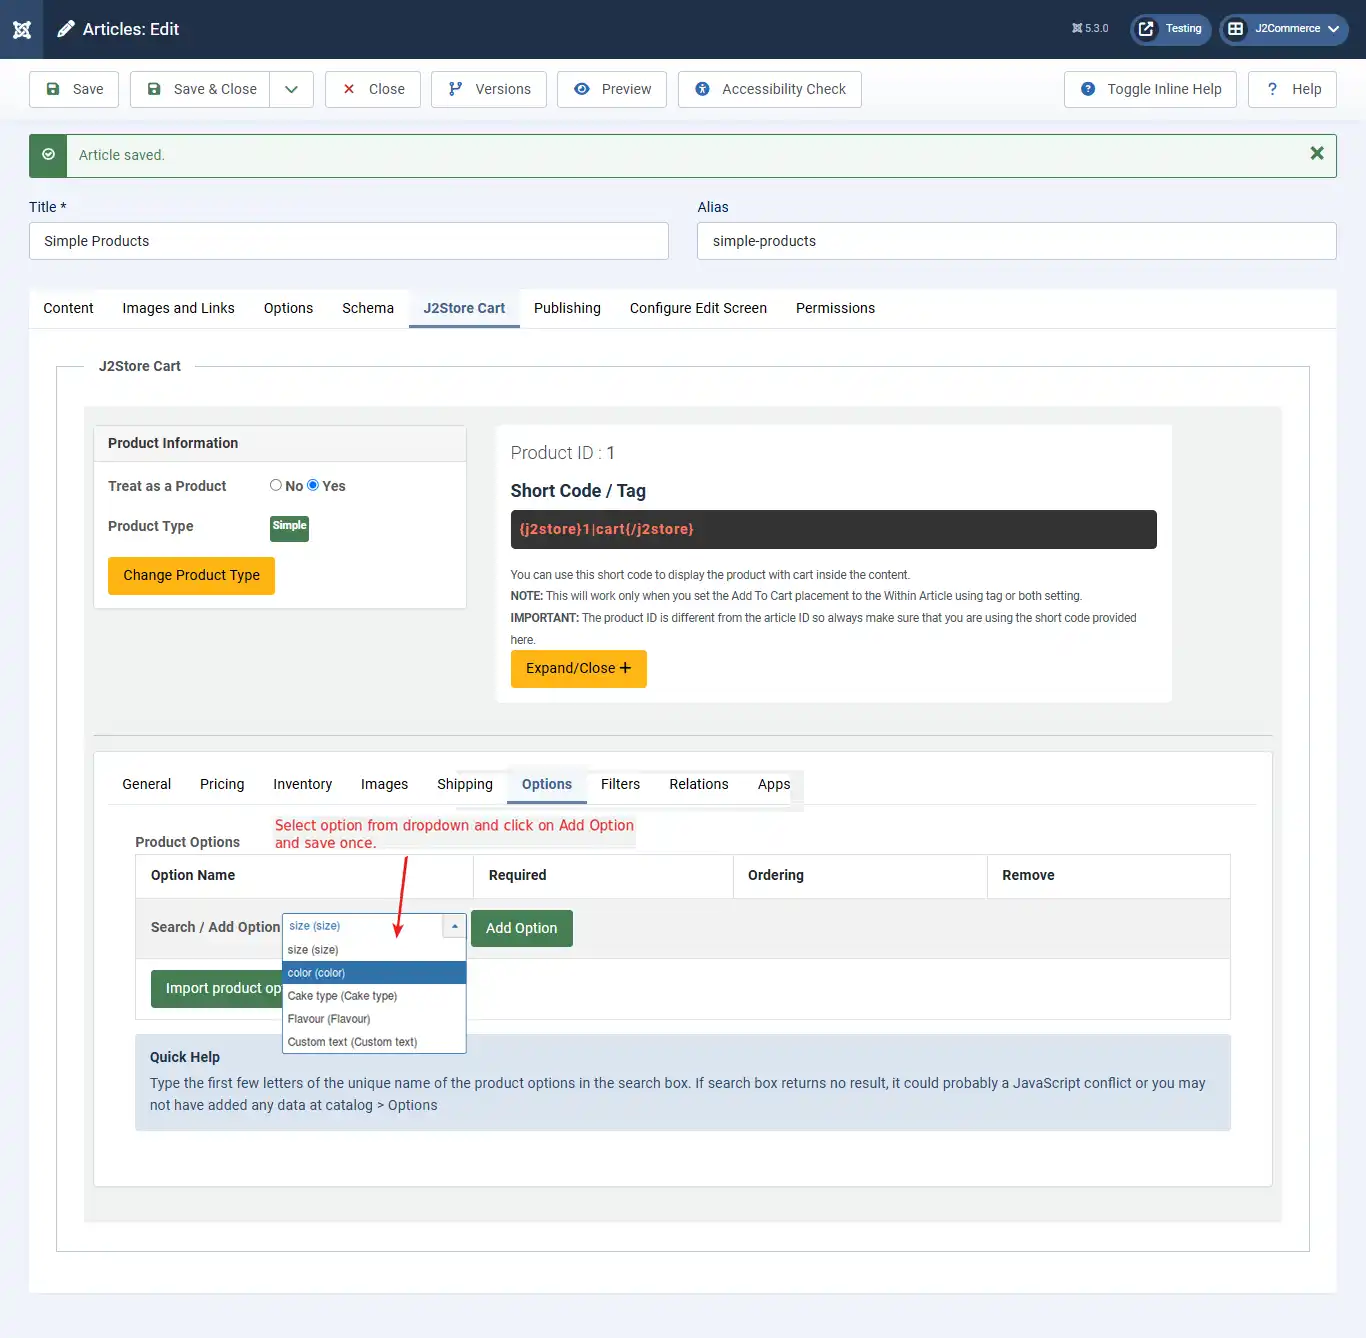 Articles: Edit
5.3.0
Testing
J2Commerce
Save
Save & Close
Close
Versions
Preview
Accessibility Check
Toggle Inline Help
? Help
Article saved.
Title *
Alias
Simple Products
simple-products
Content
Images and Links
Options
Schema
J2Store Cart
Publishing
Configure Edit Screen
Permissions
J2Store Cart
Product Information
Treat as a Product
No
Yes
Product Type
Simple
Change Product Type
Product ID : 1
Short Code / Tag
{j2store}1|cart{/j2store}
You can use this short code to display the product with cart inside the content.
NOTE: This will work only when you set the Add To Cart placement to the Within Article using tag or both setting.
IMPORTANT: The product ID is different from the article ID so always make sure that you are using the short code provided
here.
Expand/Close +
General
Pricing
Inventory
Images
Shipping
Options
Filters
Relations
Apps
Select option from dropdown and click on Add Option
and save once.
Product Options
Option Name
Required
Ordering
Remove
Search / Add Option
size (size)
Add Option
size (size)
color (color)
Cake type (Cake type)
Flavour (Flavour)
Custom text (Custom text)
Import product op
Quick Help
Type the first few letters of the unique name of the product options in the search box. If search box returns no result, it could probably a JavaScript conflict or you may
not have added any data at catalog > Options